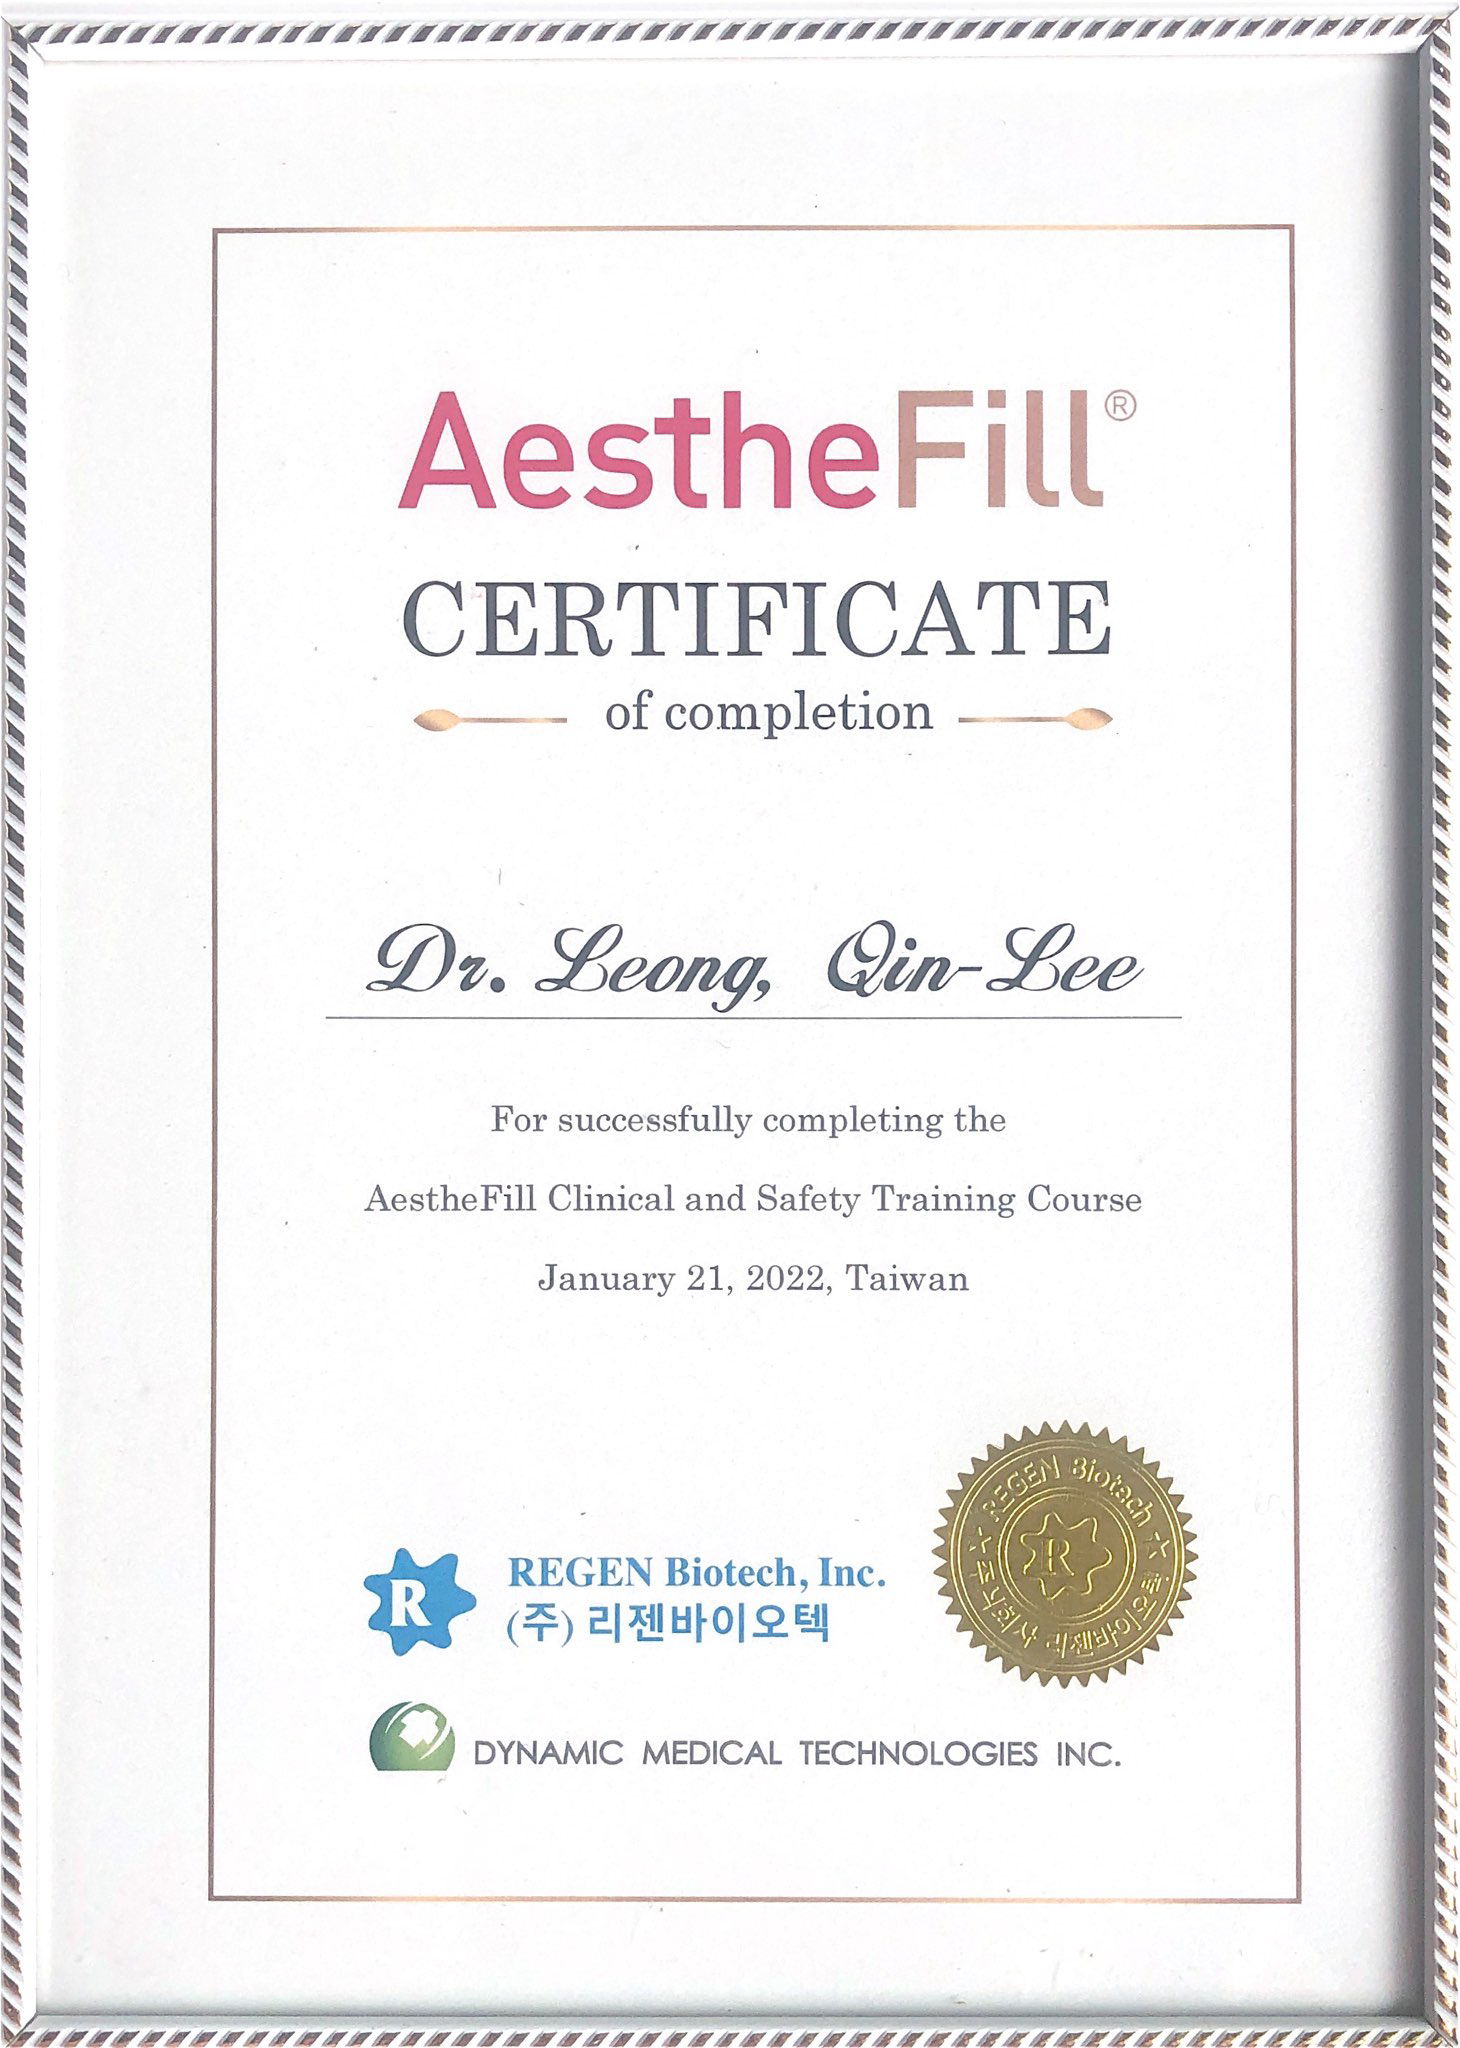 AestheFill®
CERTIFICATE
of completion
Dr. Leong, Qin-Lee
For successfully completing the
AestheFill Clinical and Safety Training Course
January 21, 2022, Taiwan
REGEN Biotech
R
주식회사 리젠바이오텍
R
REGEN Biotech, Inc.
(주) 리젠바이오텍
DYNAMIC MEDICAL TECHNOLOGIES INC.